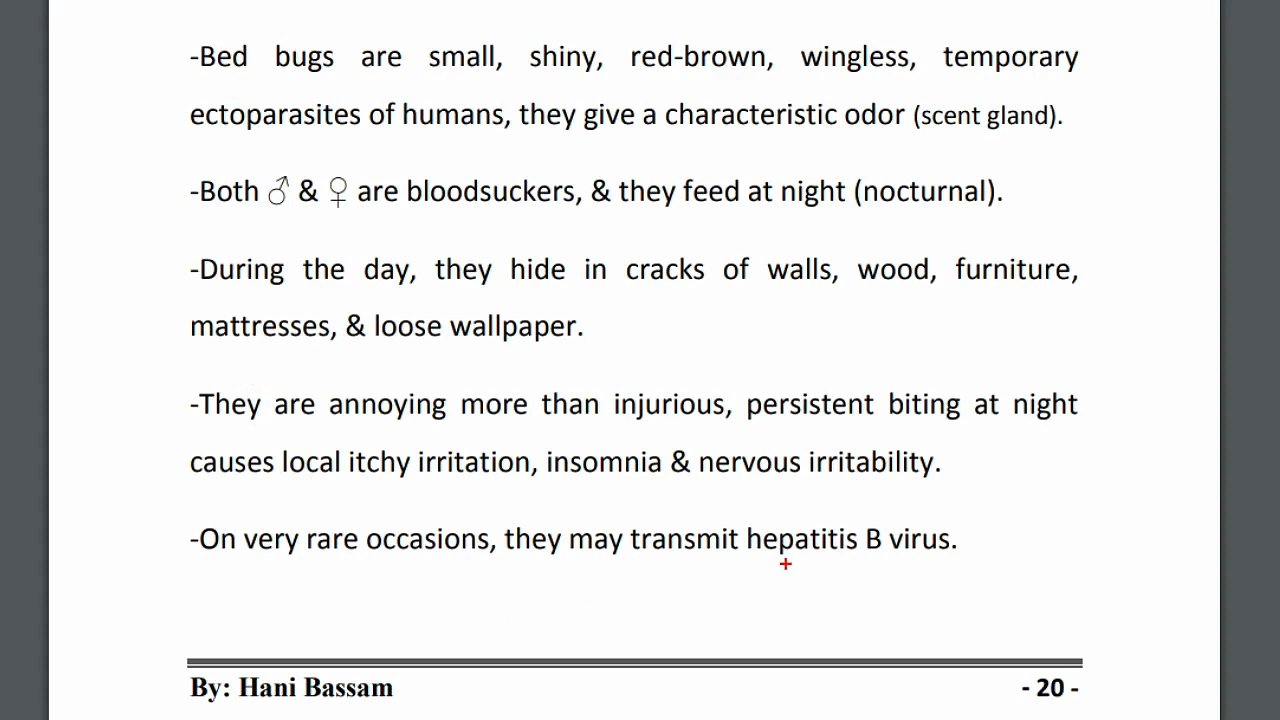 -Bed bugs are small, shiny, red-brown, wingless, temporary
ectoparasites of humans, they give a characteristic odor (scent gland).
-Both ♂ & ♀ are bloodsuckers, & they feed at night (nocturnal).
-During the day, they hide in cracks of walls, wood, furniture,
mattresses, & loose wallpaper.
-They are annoying more than injurious, persistent biting at night
causes local itchy irritation, insomnia & nervous irritability.
-On very rare occasions, they may transmit hepatitis B virus.
By: Hani Bassam - 20 -